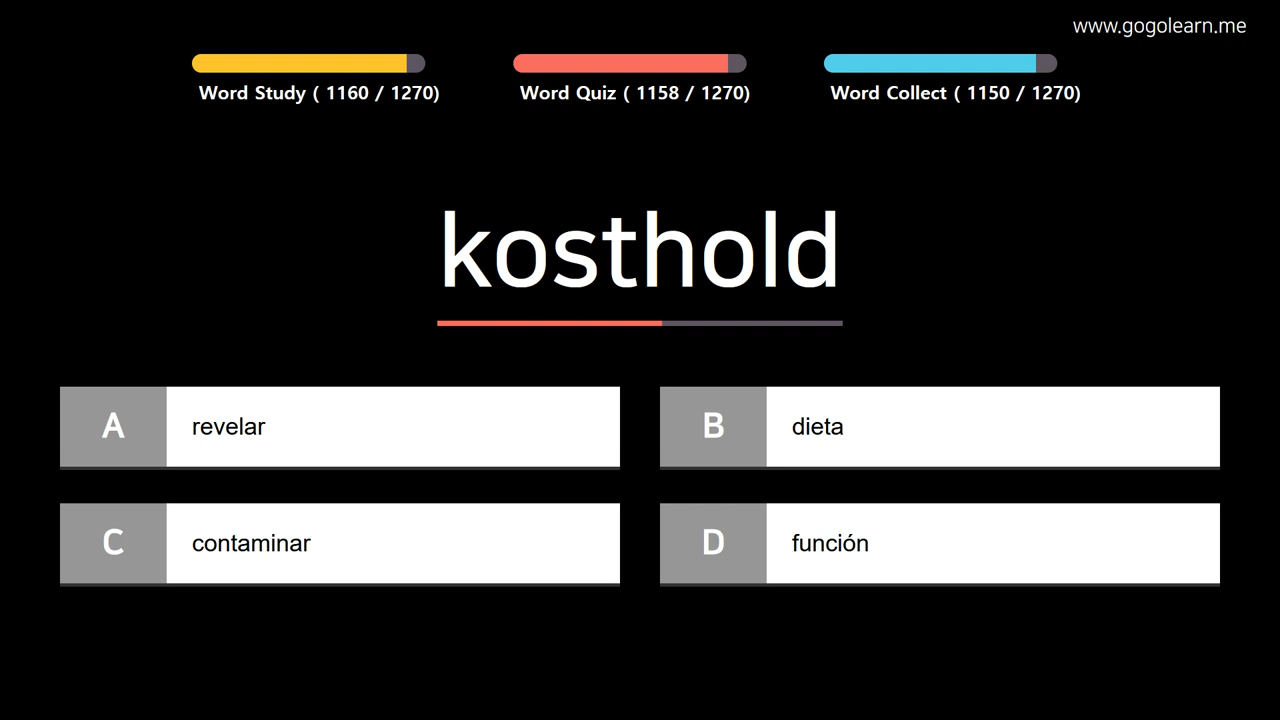 www.gogolearn.me
Word Study ( 1160 / 1270)
Word Quiz ( 1158 / 1270)
Word Collect ( 1150 / 1270)
kosthold
A revelar
B dieta
C contaminar
D función